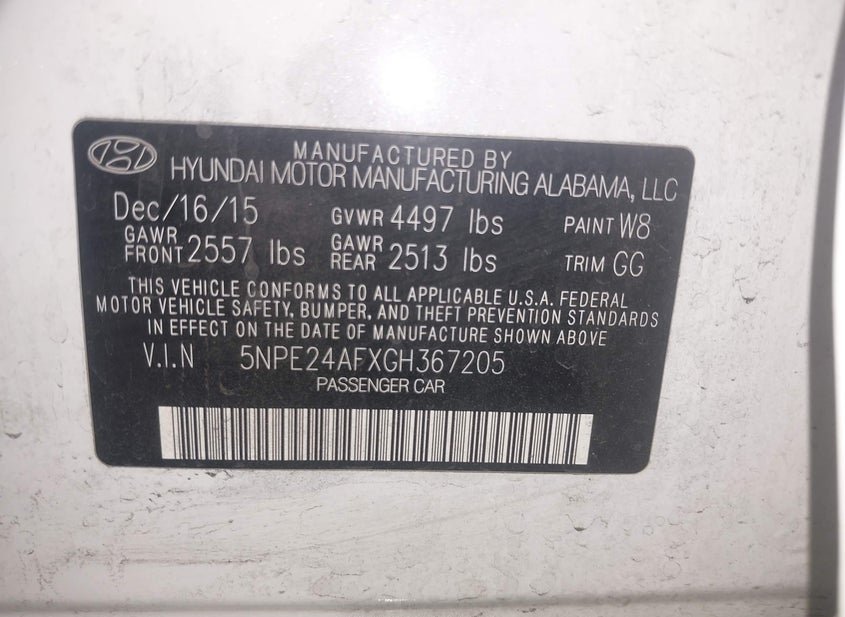 MANUFACTURED BY
HYUNDAI MOTOR MANUFACTURING ALABAMA, LLC
Dec/16/15 GVWR 4497 lbs PAINT W8
GAWR FRONT 2557 lbs GAWR REAR 2513 lbs TRIM GG
THIS VEHICLE CONFORMS TO ALL APPLICABLE U.S.A. FEDERAL
MOTOR VEHICLE SAFETY, BUMPER, AND THEFT PREVENTION STANDARDS
IN EFFECT ON THE DATE OF MANUFACTURE SHOWN ABOVE
V.I.N 5NPE24AFXGH367205
PASSENGER CAR